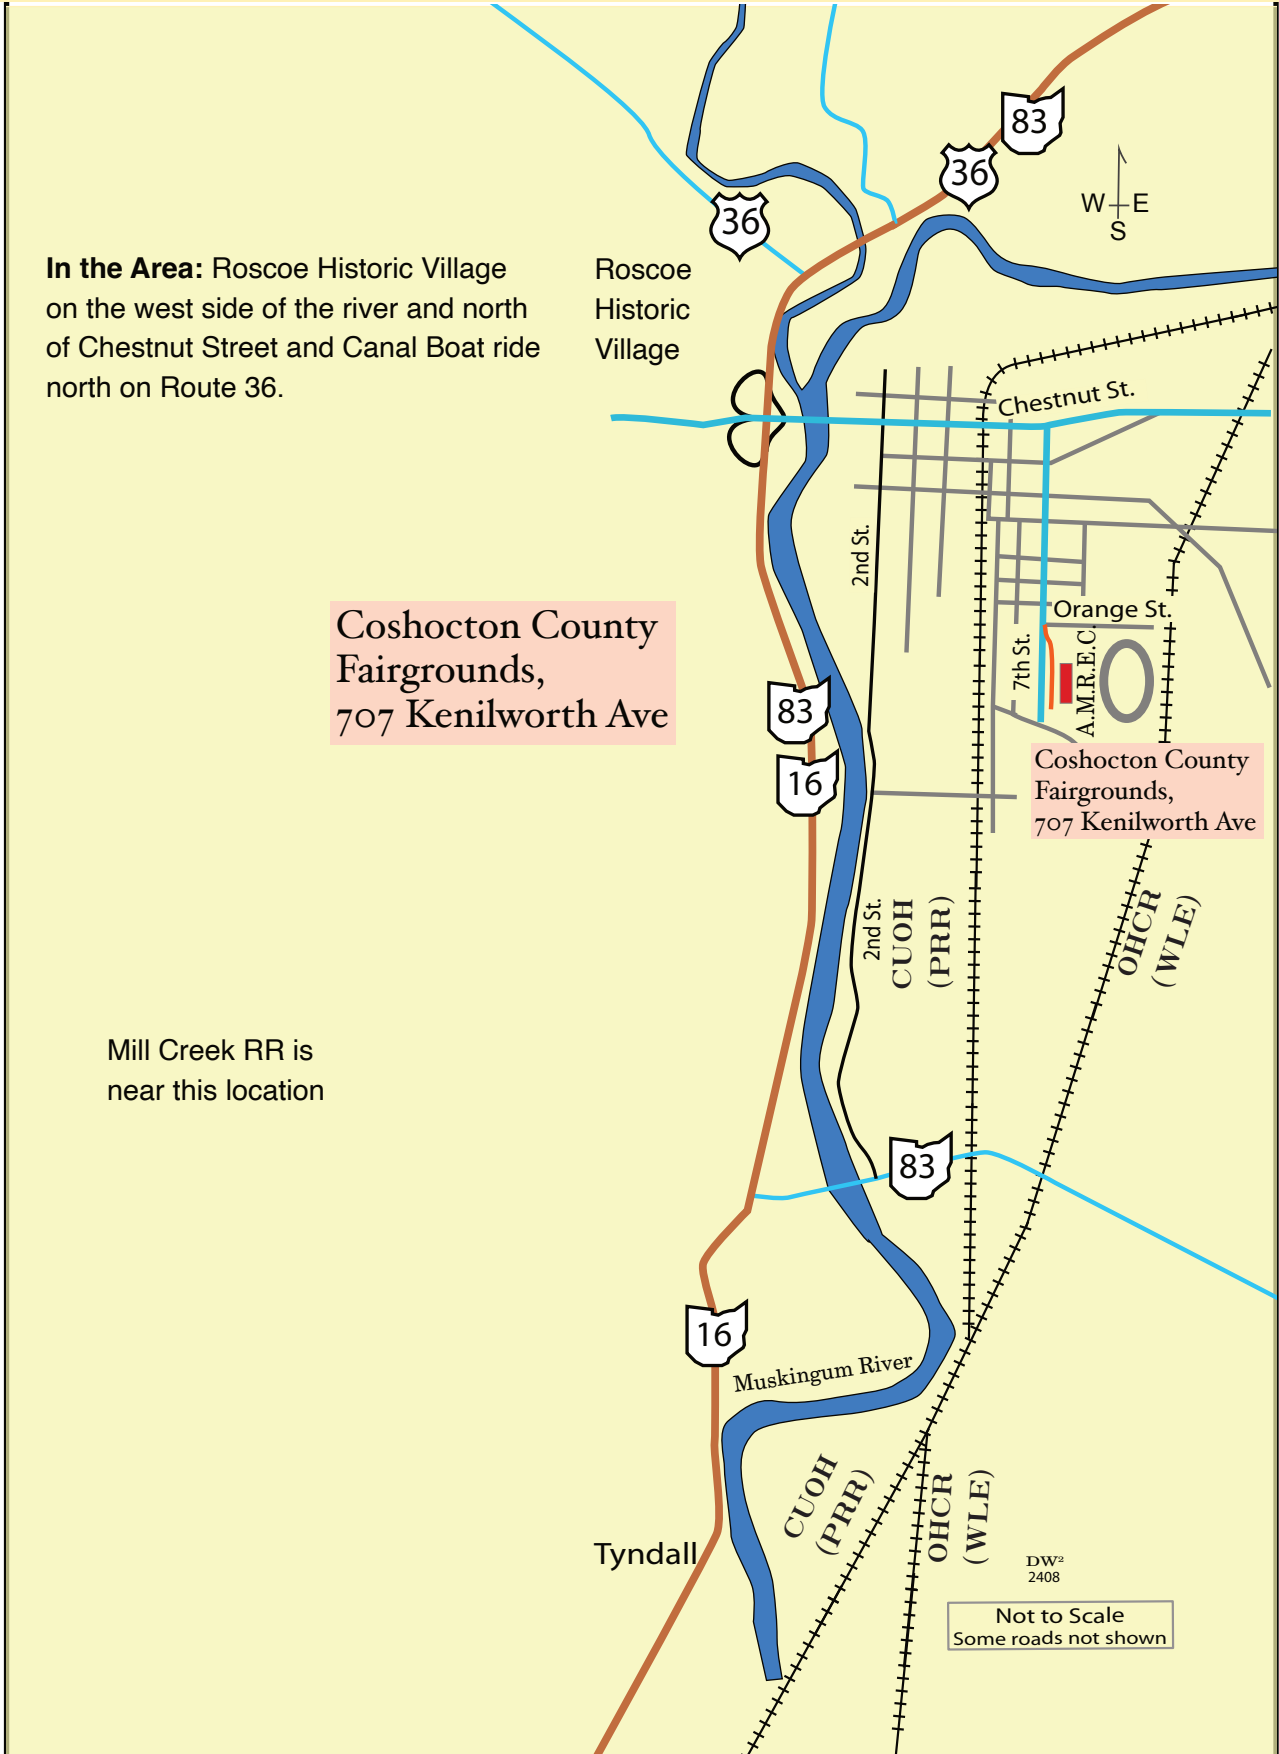 83
36
W E
S
36
In the Area: Roscoe Historic Village
on the west side of the river and north
of Chestnut Street and Canal Boat ride
north on Route 36.
Roscoe
Historic
Village
Chestnut St.
2nd St.
Orange St.
7th St.
A.M.R.E.C.
Coshocton County
Fairgrounds,
707 Kenilworth Ave
83
16
Coshocton County
Fairgrounds,
707 Kenilworth Ave
2nd St.
CUOH
(PRR)
OHCR
(WLE)
Mill Creek RR is
near this location
83
16
Muskingum River
CUOH
(PRR)
OHCR
(WLE)
Tyndall
DW²
2408
Not to Scale
Some roads not shown